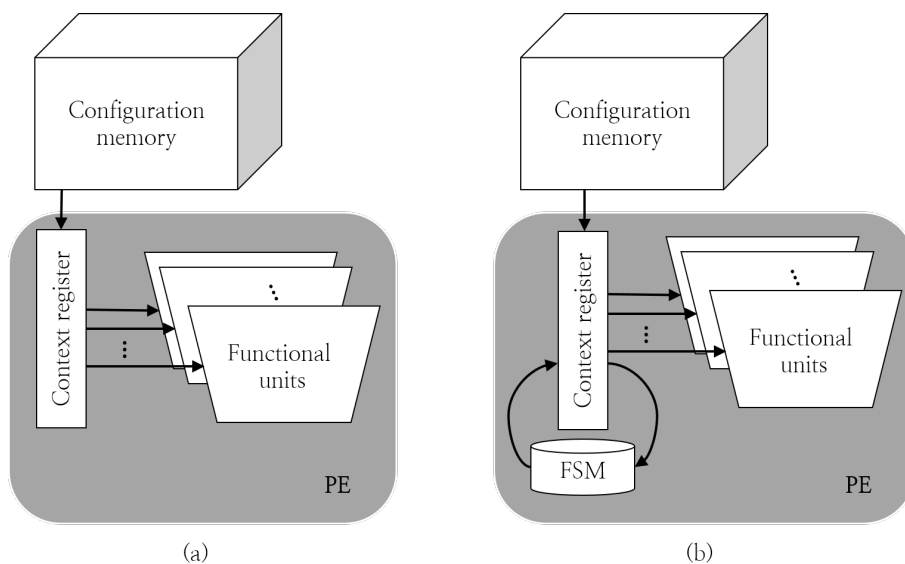 Configuration
memory
Context register
Functional
units
PE
(a)
Configuration
memory
Context register
Functional
units
FSM
PE
(b)